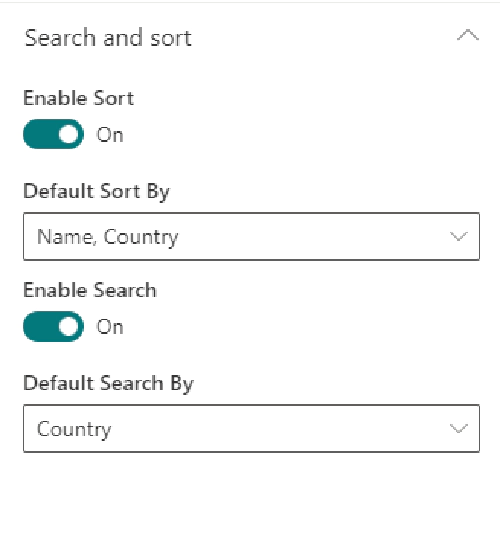 Search and sort
Enable Sort
On
Default Sort By
Name, Country
Enable Search
On
Default Search By
Country